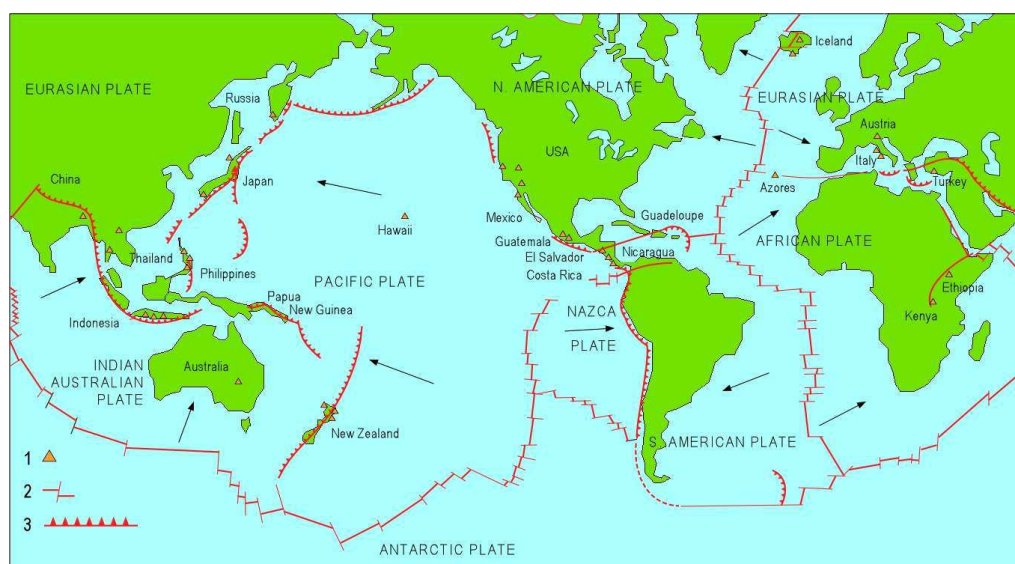 Iceland
EURASIAN PLATE
N. AMERICAN PLATE
EURASIAN PLATE
Russia
Austria
USA
Italy
China
Japan
Azores
Turkey
Mexico
Guadeloupe
Hawaii
Guatemala
AFRICAN PLATE
Thailand
El Salvador
Nicaragua
Philippines
Costa Rica
PACIFIC PLATE
Ethiopia
Papua
New Guinea
NAZCA
PLATE
Kenya
Indonesia
INDIAN
AUSTRALIAN
PLATE
Australia
New Zealand
S. AMERICAN PLATE
1
2
3
ANTARCTIC PLATE